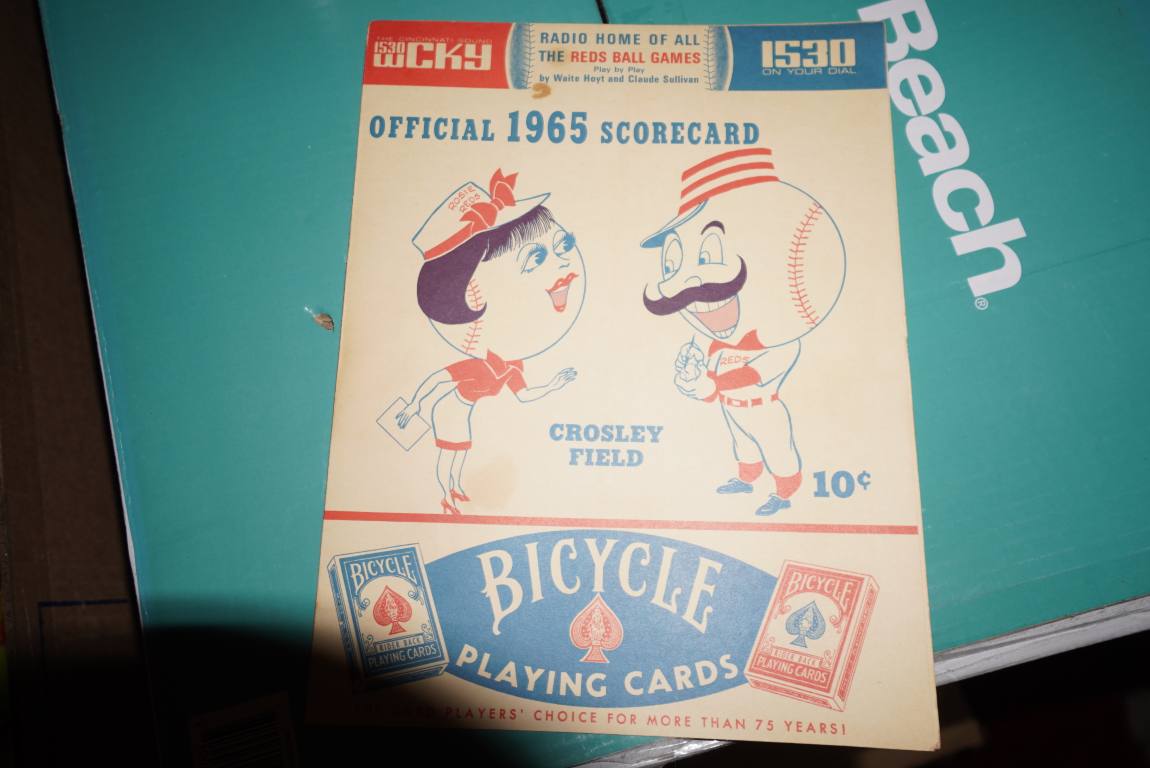 THE CINCINNATI SOUND
1530
WCKY
RADIO HOME OF ALL
THE REDS BALL GAMES
Play by Play
by Waite Hoyt and Claude Sullivan
1530
ON YOUR DIAL
OFFICIAL 1965 SCORECARD
ROSIE
REDS
REDS
CROSLEY
FIELD
10¢
BICYCLE
RIDER BACK
PLAYING CARDS
BICYCLE
PLAYING CARDS
BICYCLE
RIDER BACK
PLAYING CARDS
PLAYERS' CHOICE FOR MORE THAN 75 YEARS!
Reach®